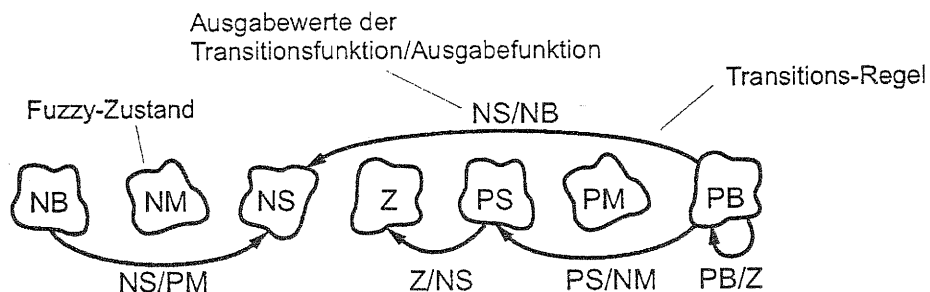 Ausgabewerte der
Transitionsfunktion/Ausgabefunktion
Transitions-Regel
Fuzzy-Zustand
NS/NB
NB NM NS Z PS PM PB
NS/PM Z/NS PS/NM PB/Z